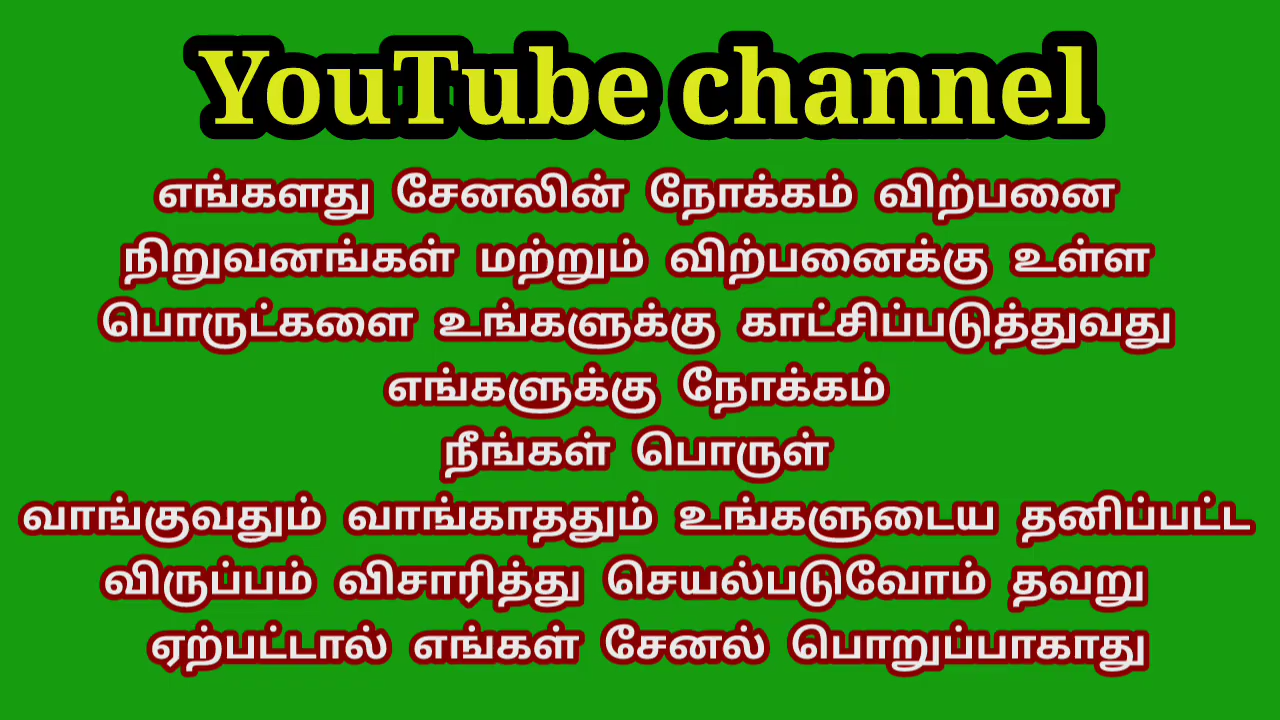 YouTube channel
எங்களது சேனலின் நோக்கம் விற்பனை
நிறுவனங்கள் மற்றும் விற்பனைக்கு உள்ள
பொருட்களை உங்களுக்கு காட்சிப்படுத்துவது
எங்களுக்கு நோக்கம்
நீங்கள் பொருள்
வாங்குவதும் வாங்காததும் உங்களுடைய தனிப்பட்ட
விருப்பம் விசாரித்து செயல்படுவோம் தவறு
ஏற்பட்டால் எங்கள் சேனல் பொறுப்பாகாது